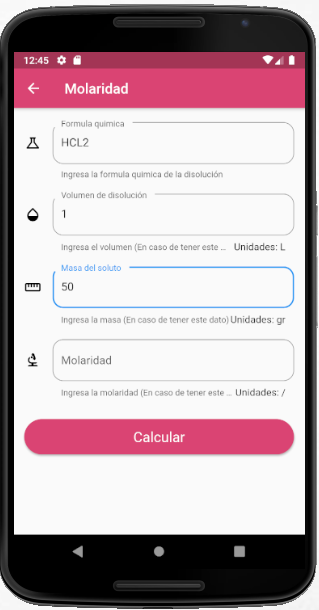 12:45
Molaridad
Formula quimica
HCL2
Ingresa la formula quimica de la disolución
Volumen de disolución
1
Ingresa el volumen (En caso de tener este ... Unidades: L
Masa del soluto
50
Ingresa la masa (En caso de tener este dato) Unidades: gr
Molaridad
Ingresa la molaridad (En caso de tener este ... Unidades: /
Calcular